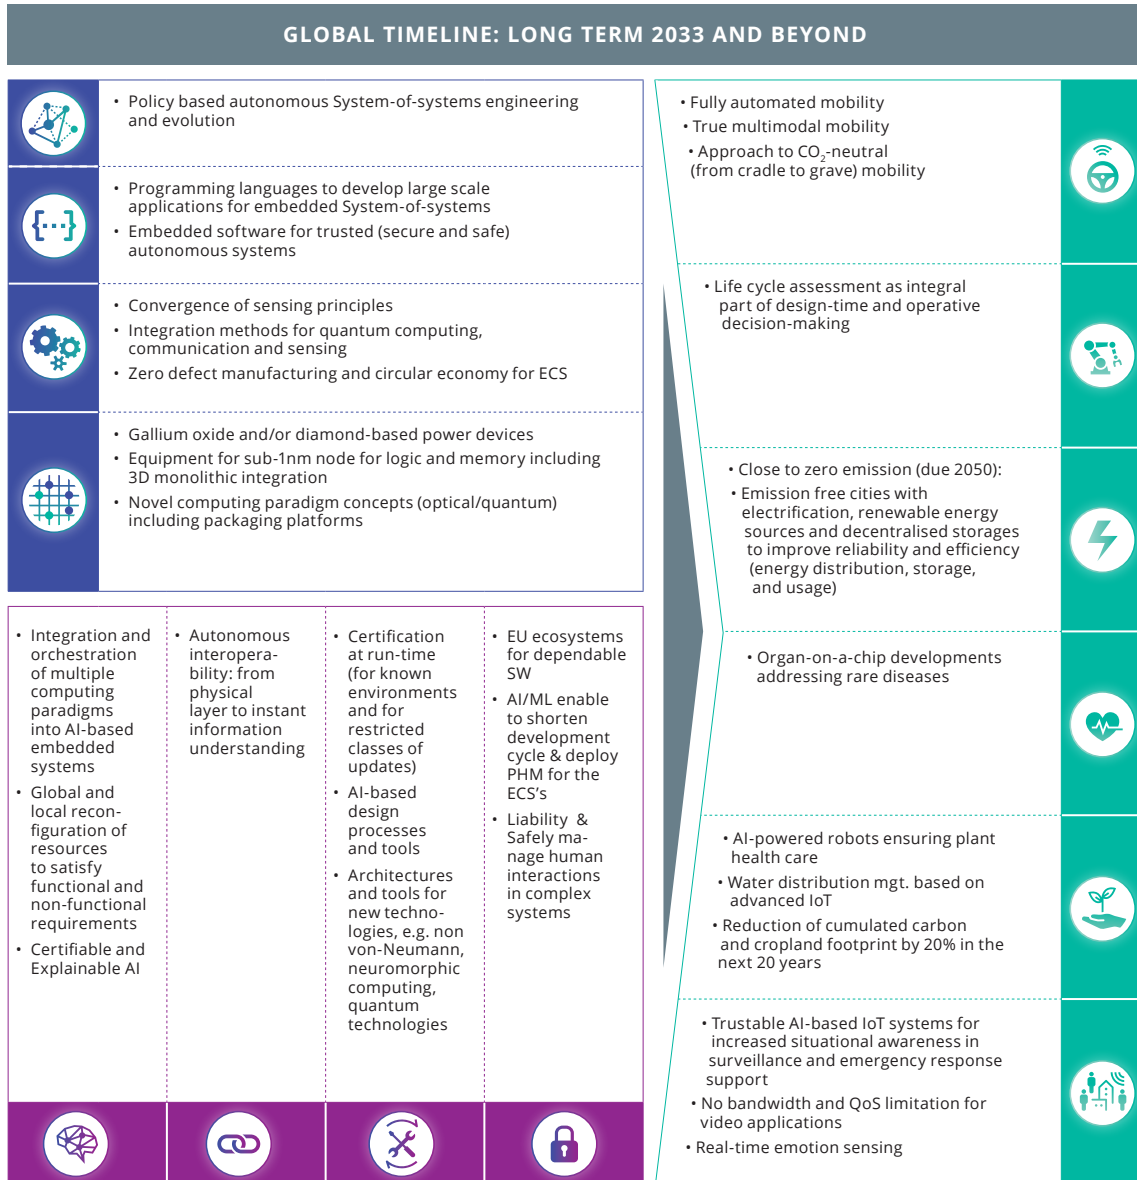 GLOBAL TIMELINE: LONG TERM 2033 AND BEYOND
• Policy based autonomous System-of-systems engineering
and evolution
• Programming languages to develop large scale
applications for embedded System-of-systems
• Embedded software for trusted (secure and safe)
autonomous systems
• Convergence of sensing principles
• Integration methods for quantum computing,
communication and sensing
• Zero defect manufacturing and circular economy for ECS
• Gallium oxide and/or diamond-based power devices
• Equipment for sub-1nm node for logic and memory including
3D monolithic integration
• Novel computing paradigm concepts (optical/quantum)
including packaging platforms
• Integration and
orchestration
of multiple
computing
paradigms
into AI-based
embedded
systems
• Global and
local recon-
figuration of
resources
to satisfy
functional and
non-functional
requirements
• Certifiable and
Explainable AI
• Autonomous
interopera-
bility: from
physical
layer to instant
information
understanding
• Certification
at run-time
(for known
environments
and for
restricted
classes of
updates)
• AI-based
design
processes
and tools
• Architectures
and tools for
new techno-
logies, e.g. non
von-Neumann,
neuromorphic
computing,
quantum
technologies
• EU ecosystems
for dependable
SW
• AI/ML enable
to shorten
development
cycle & deploy
PHM for the
ECS's
• Liability &
Safely ma-
nage human
interactions
in complex
systems
• Fully automated mobility
• True multimodal mobility
• Approach to CO2-neutral
(from cradle to grave) mobility
• Life cycle assessment as integral
part of design-time and operative
decision-making
• Close to zero emission (due 2050):
• Emission free cities with
electrification, renewable energy
sources and decentralised storages
to improve reliability and efficiency
(energy distribution, storage,
and usage)
• Organ-on-a-chip developments
addressing rare diseases
• AI-powered robots ensuring plant
health care
• Water distribution mgt. based on
advanced IoT
• Reduction of cumulated carbon
and cropland footprint by 20% in the
next 20 years
• Trustable AI-based IoT systems for
increased situational awareness in
surveillance and emergency response
support
• No bandwidth and QoS limitation for
video applications
• Real-time emotion sensing